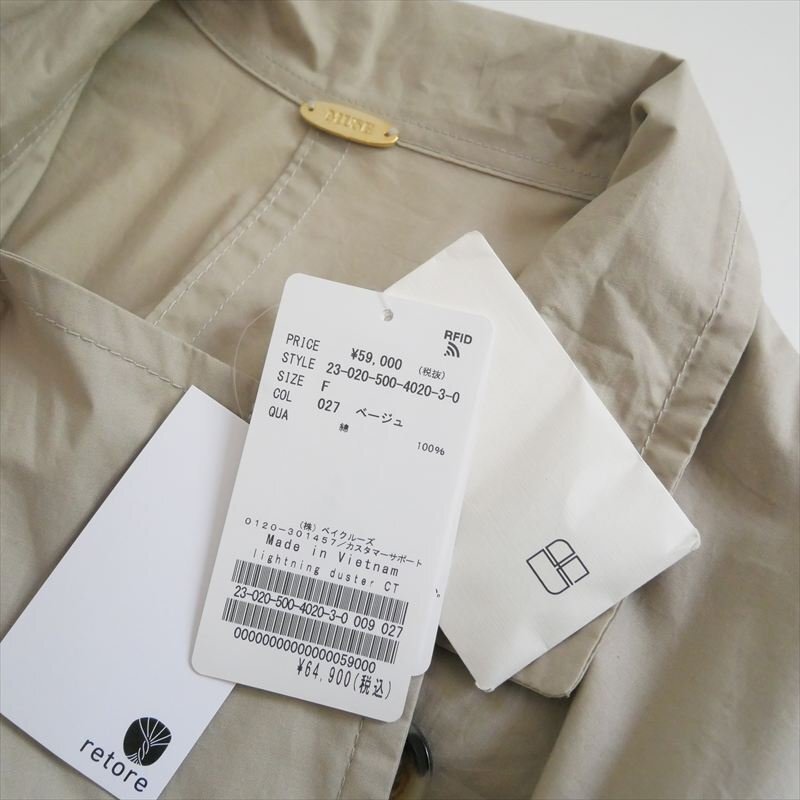 MUSE
RFID
PRICE ¥59,000 (税抜)
STYLE 23-020-500-4020-3-0
SIZE F
COL 027 ベージュ
QUA 綿 100%
(株)ベイクルーズ
0120-301457/カスタマーサポート
Made in Vietnam
lightning duster CT
23-020-500-4020-3-0 009 027
00000000000000059000
¥64,900(税込)
retore